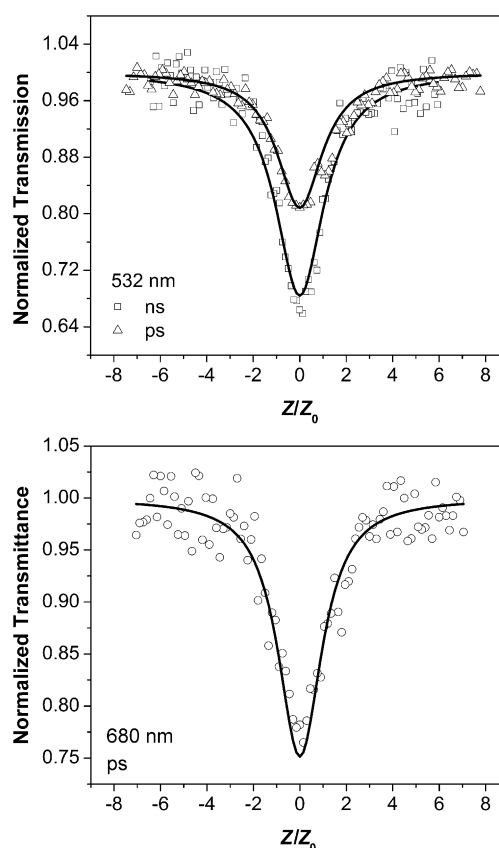 1.04
0.96
0.88
0.80
0.72
0.64
Normalized Transmission
532 nm
ns
ps
-8 -6 -4 -2 0 2 4 6 8
Z/Z0
1.05
1.00
0.95
0.90
0.85
0.80
0.75
Normalized Transmittance
680 nm
ps
-8 -6 -4 -2 0 2 4 6 8
Z/Z0